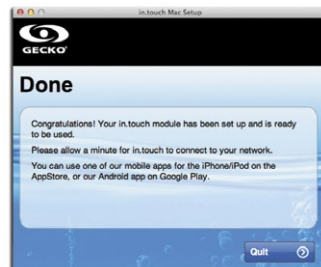 in.touch Mac Setup
GECKO®
Done
Congratulations! Your in.touch module has been set up and is ready
to be used.
Please allow a minute for in.touch to connect to your network.
You can use one of our mobile apps for the iPhone/iPod on the
AppStore, or our Android app on Google Play.
Quit